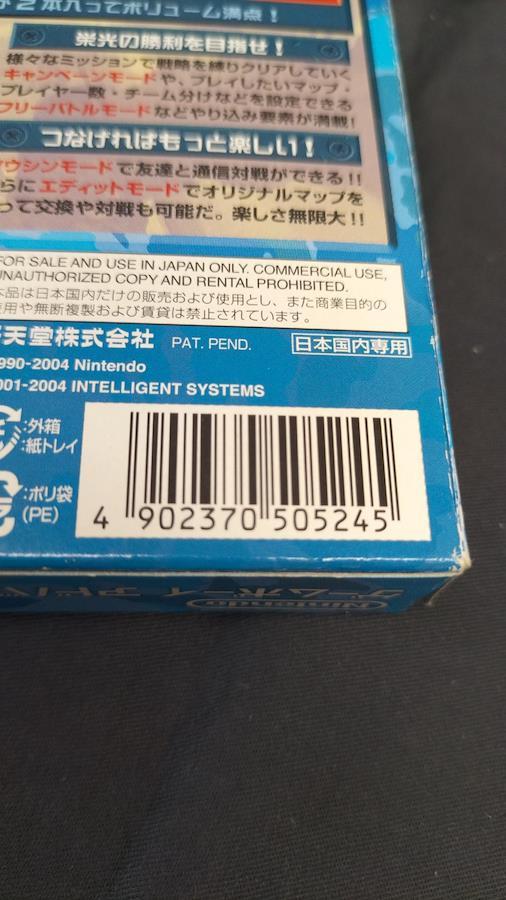 2本入ってボリューム満点！
栄光の勝利を目指せ！
様々なミッションで戦略を練りクリアしていく
キャンペーンモードや、プレイしたいマップ・
プレイヤー数・チーム分けなどを設定できる
フリーバトルモードなどやり込み要素が満載！
つなげればもっと楽しい！
ウシンモードで友達と通信対戦ができる!!
らに エディットモードでオリジナルマップを
って交換や対戦も可能だ。楽しさ無限大!!
FOR SALE AND USE IN JAPAN ONLY. COMMERCIAL USE,
UNAUTHORIZED COPY AND RENTAL PROHIBITED.
本品は日本国内だけの販売および使用とし、また商業目的の
使用や無断複製および賃貸は禁止されています。
天堂株式会社 PAT. PEND. 日本国内専用
1990-2004 Nintendo
2001-2004 INTELLIGENT SYSTEMS
:外箱
:紙トレイ
:ポリ袋
(PE)
4 902370 505245
Nintendo
ゲームボーイアドバ